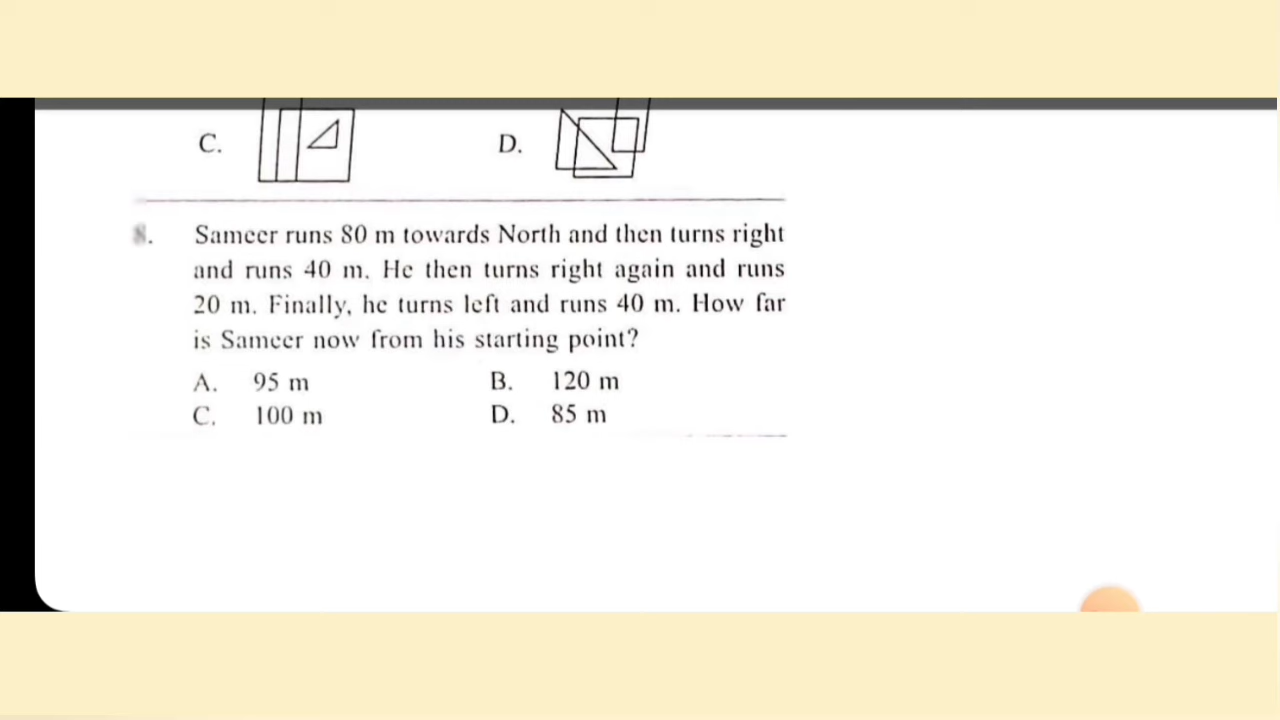 C. D.
8. Sameer runs 80 m towards North and then turns right
and runs 40 m. He then turns right again and runs
20 m. Finally, he turns left and runs 40 m. How far
is Sameer now from his starting point?
A. 95 m B. 120 m
C. 100 m D. 85 m